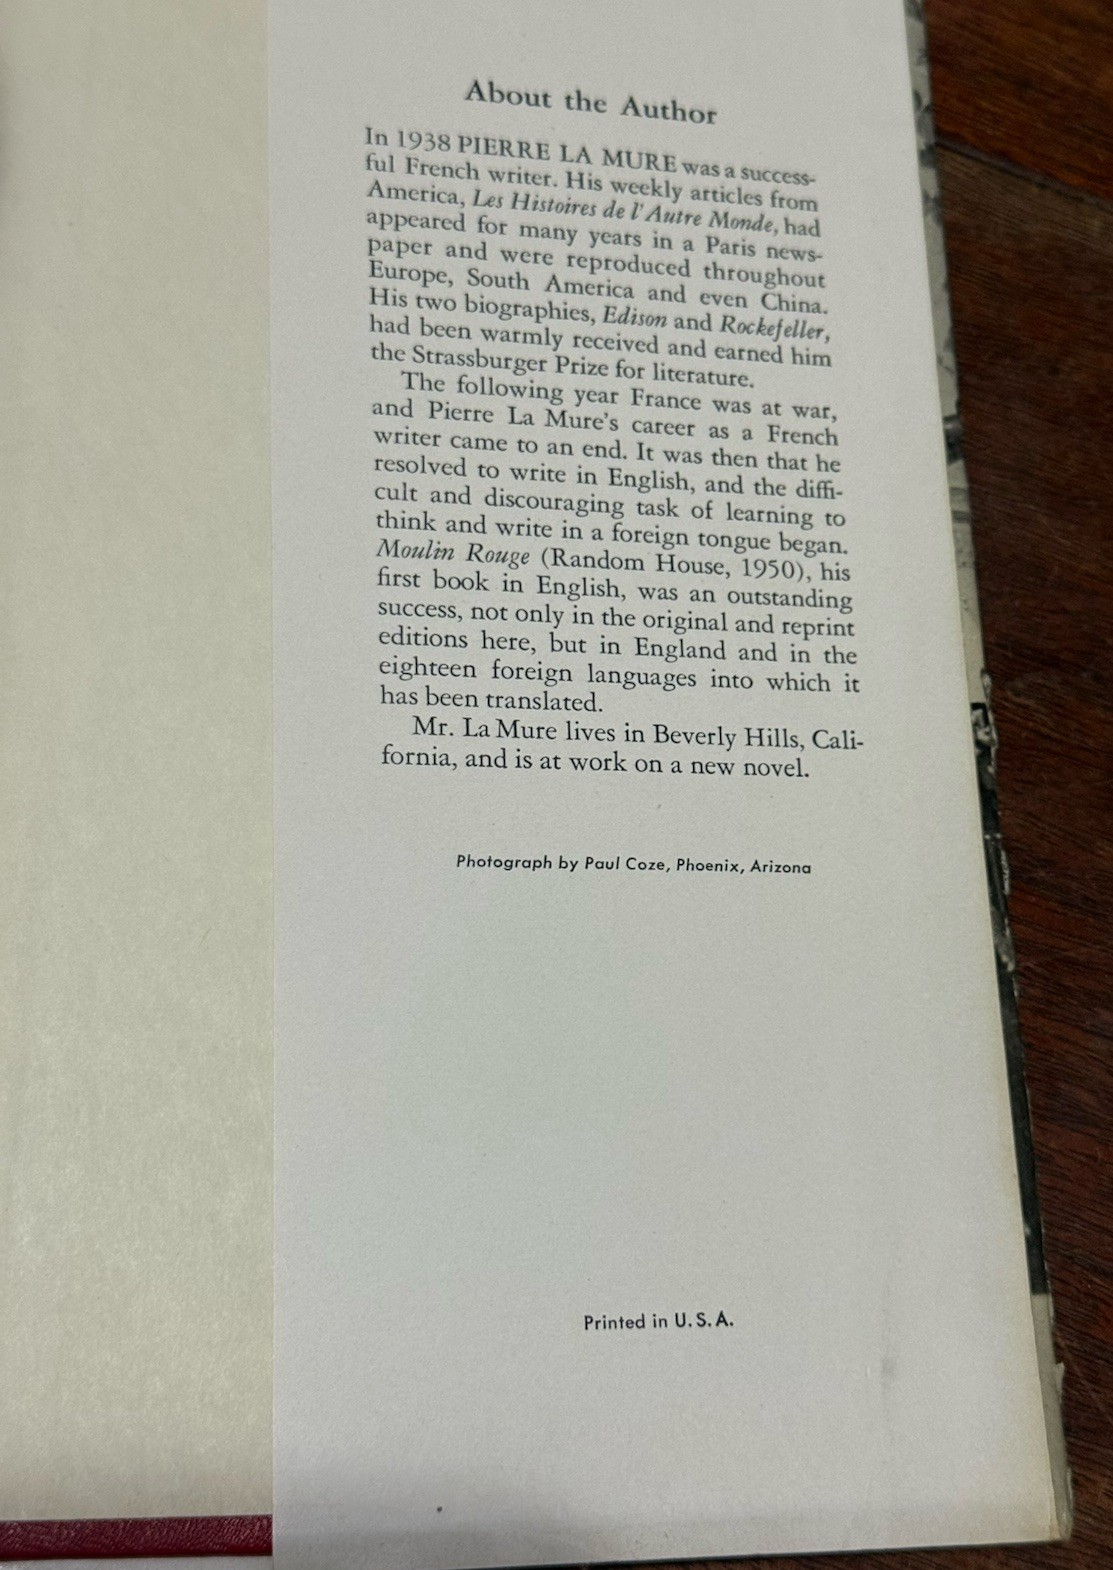 About the Author
In 1938 PIERRE LA MURE was a success-
ful French writer. His weekly articles from
America, Les Histoires de l'Autre Monde, had
appeared for many years in a Paris news-
paper and were reproduced throughout
Europe, South America and even China.
His two biographies, Edison and Rockefeller,
had been warmly received and earned him
the Strassburger Prize for literature.
The following year France was at war,
and Pierre La Mure's career as a French
writer came to an end. It was then that he
resolved to write in English, and the diffi-
cult and discouraging task of learning to
think and write in a foreign tongue began.
Moulin Rouge (Random House, 1950), his
first book in English, was an outstanding
success, not only in the original and reprint
editions here, but in England and in the
eighteen foreign languages into which it
has been translated.
Mr. La Mure lives in Beverly Hills, Cali-
fornia, and is at work on a new novel.
Photograph by Paul Coze, Phoenix, Arizona
Printed in U.S.A.